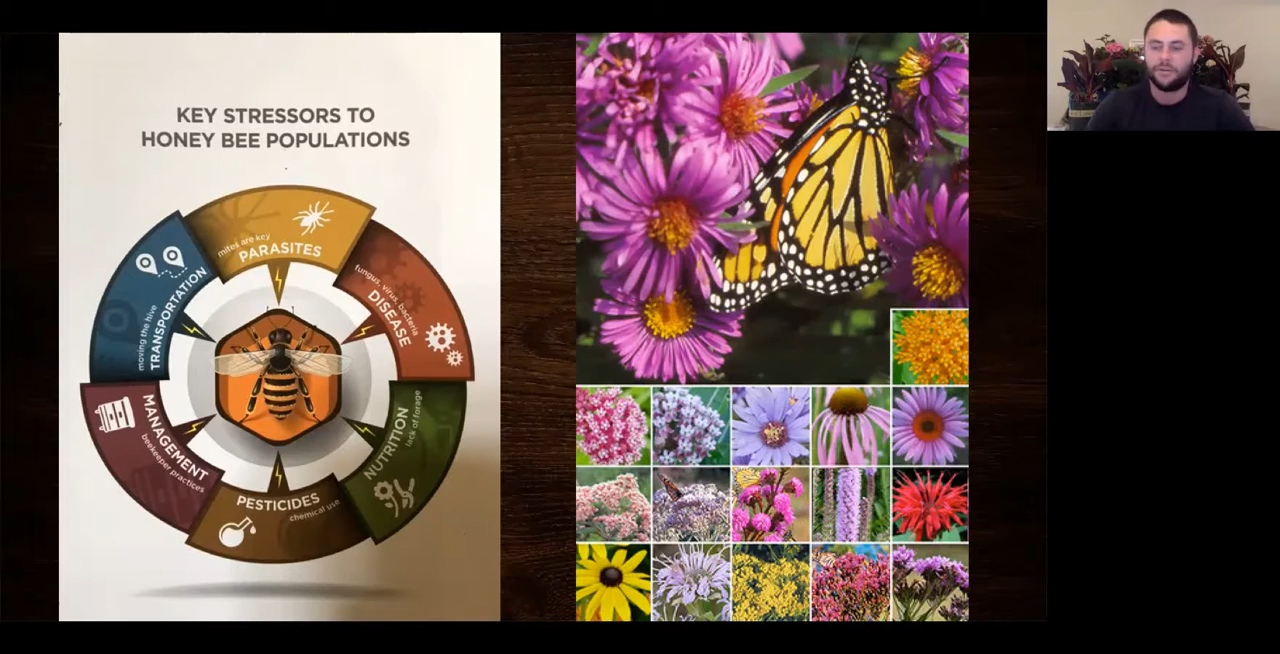 KEY STRESSORS TO
HONEY BEE POPULATIONS
mites are key
PARASITES
fungus, virus, bacteria
DISEASE
lack of forage
NUTRITION
PESTICIDES
chemical use
MANAGEMENT
beekeeper practices
moving the hive
TRANSPORTATION